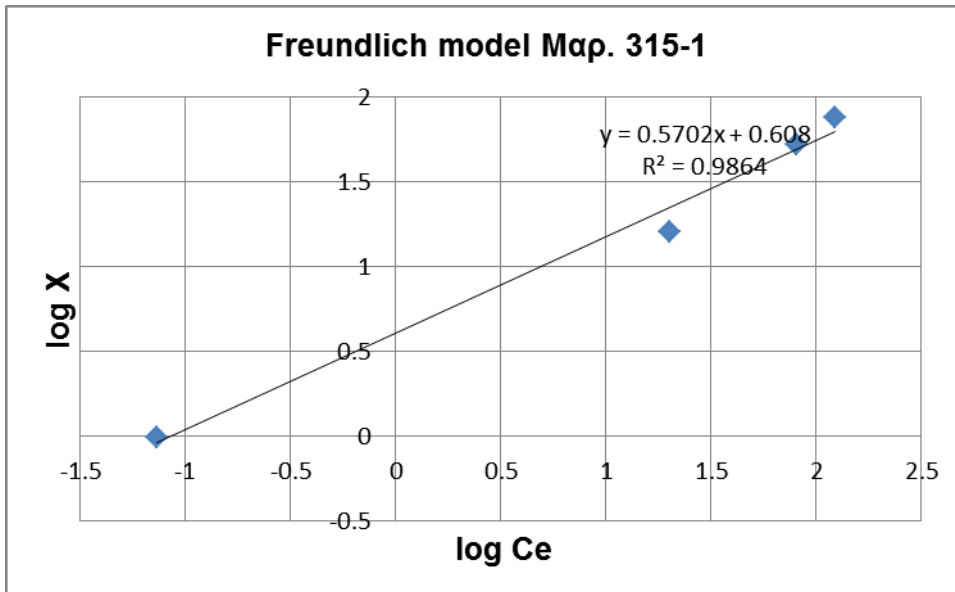 Freundlich model Μαρ. 315-1
2
y = 0.5702x + 0.608
R² = 0.9864
1.5
1
log X
0.5
0
-1.5 -1 -0.5 0 0.5 1 1.5 2 2.5
-0.5
log Ce